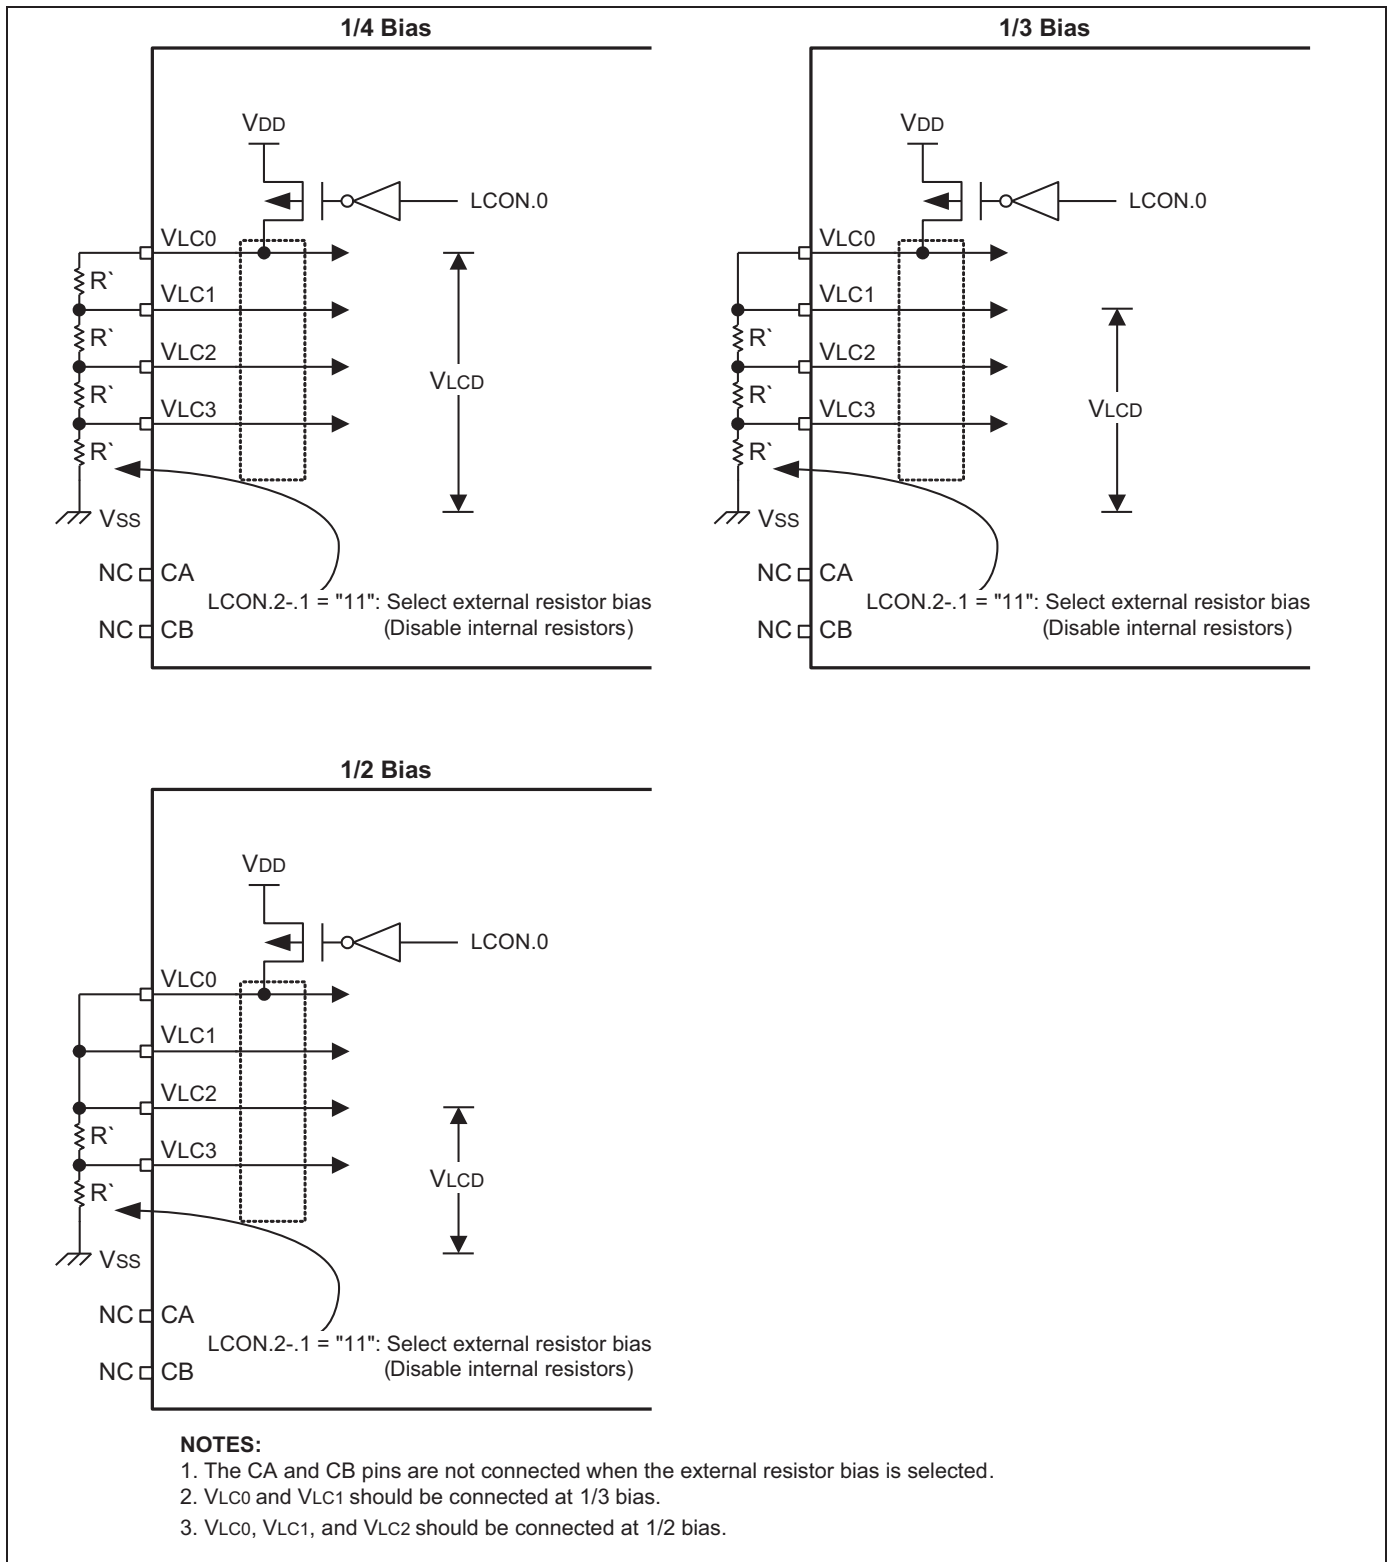 1/4 Bias
VDD
LCON.0
VLC0
R`
VLC1
R`
VLC2
R`
VLCD
VLC3
R`
VSS
NC CA
LCON.2-.1 = "11": Select external resistor bias
(Disable internal resistors)
NC CB
1/3 Bias
VDD
LCON.0
VLC0
VLC1
R`
VLC2
R`
VLCD
VLC3
R`
VSS
NC CA
LCON.2-.1 = "11": Select external resistor bias
(Disable internal resistors)
NC CB
1/2 Bias
VDD
LCON.0
VLC0
VLC1
VLC2
R`
VLC3
VLCD
R`
VSS
NC CA
LCON.2-.1 = "11": Select external resistor bias
(Disable internal resistors)
NC CB
NOTES:
1. The CA and CB pins are not connected when the external resistor bias is selected.
2. VLC0 and VLC1 should be connected at 1/3 bias.
3. VLC0, VLC1, and VLC2 should be connected at 1/2 bias.